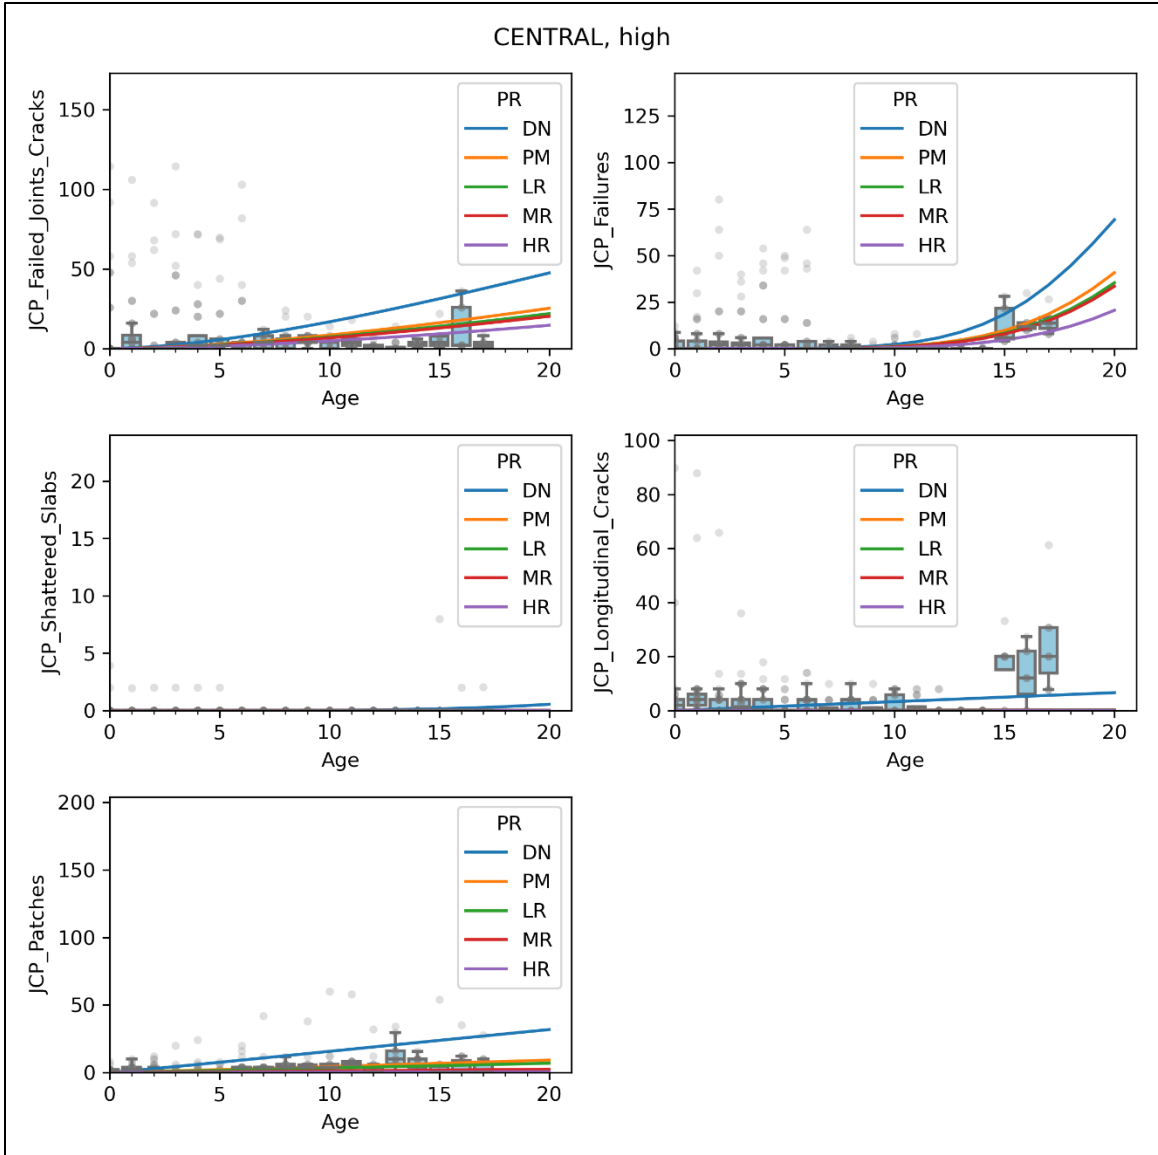 CENTRAL, high
JCP_Failed_Joints_Cracks
150
100
50
0
0 5 10 15 20
Age
PR
DN
PM
LR
MR
HR
JCP_Failures
125
100
75
50
25
0
0 5 10 15 20
Age
PR
DN
PM
LR
MR
HR
JCP_Shattered_Slabs
20
15
10
5
0
0 5 10 15 20
Age
PR
DN
PM
LR
MR
HR
JCP_Longitudinal_Cracks
100
80
60
40
20
0
0 5 10 15 20
Age
PR
DN
PM
LR
MR
HR
JCP_Patches
200
150
100
50
0
0 5 10 15 20
Age
PR
DN
PM
LR
MR
HR